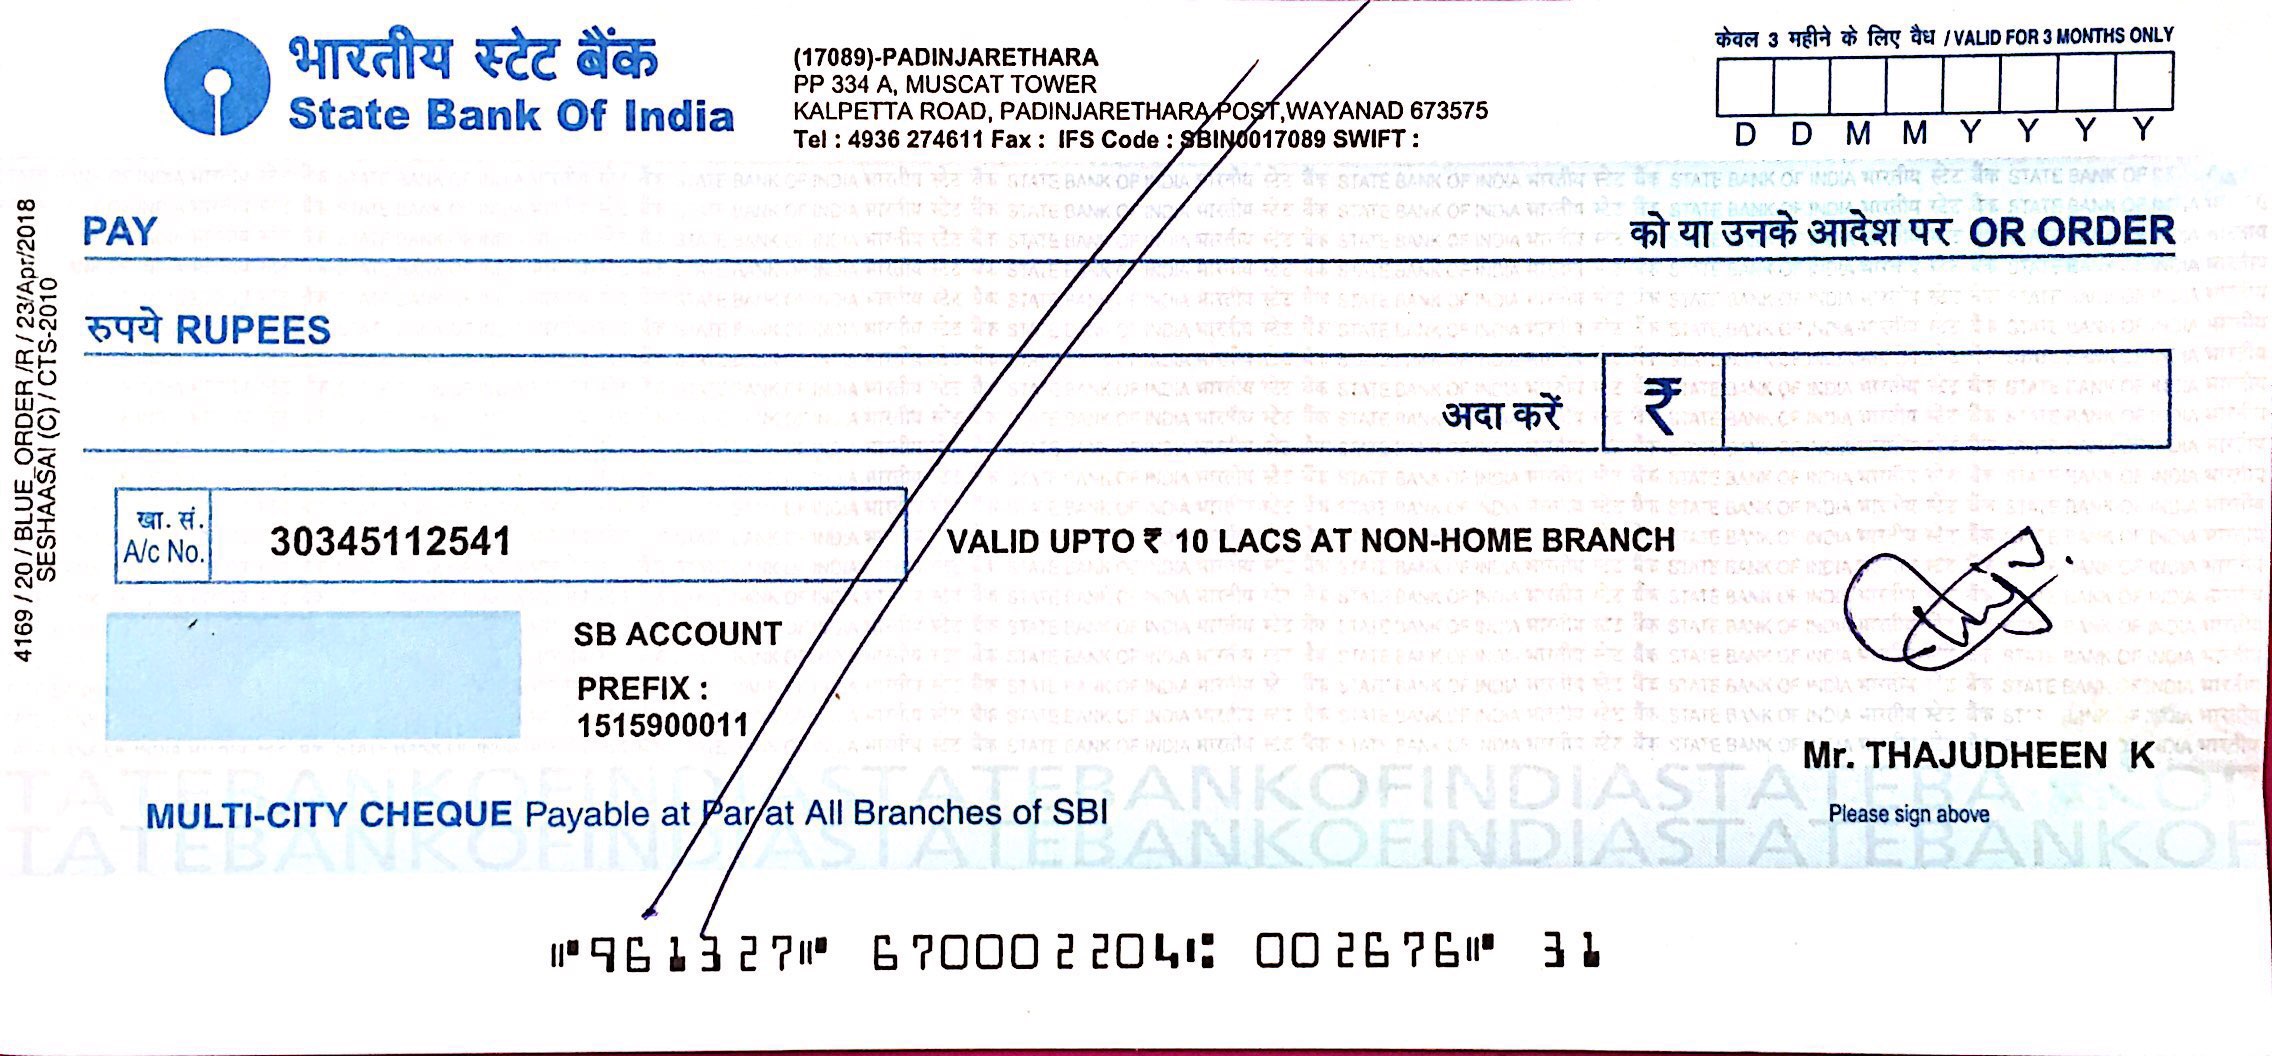 भारतीय स्टेट बैंक
State Bank Of India
(17089)-PADINJARETHARA
PP 334 A, MUSCAT TOWER
KALPETTA ROAD, PADINJARETHARA POST,WAYANAD 673575
Tel : 4936 274611 Fax : IFS Code : SBIN0017089 SWIFT :
केवल 3 महीने के लिए वैध / VALID FOR 3 MONTHS ONLY
D D M M Y Y Y Y
PAY को या उनके आदेश पर OR ORDER
रुपये RUPEES
अदा करें ₹
खा. सं.
A/c No. 30345112541
VALID UPTO ₹ 10 LACS AT NON-HOME BRANCH
SB ACCOUNT
PREFIX :
1515900011
Mr. THAJUDHEEN K
Please sign above
MULTI-CITY CHEQUE Payable at Par at All Branches of SBI
⑈961327⑈ 670002204⑆ 002676⑈ 31
4169 / 20 / BLUE_ORDER /R / 23/Apr/2018
SESHAASAI (C) / CTS-2010